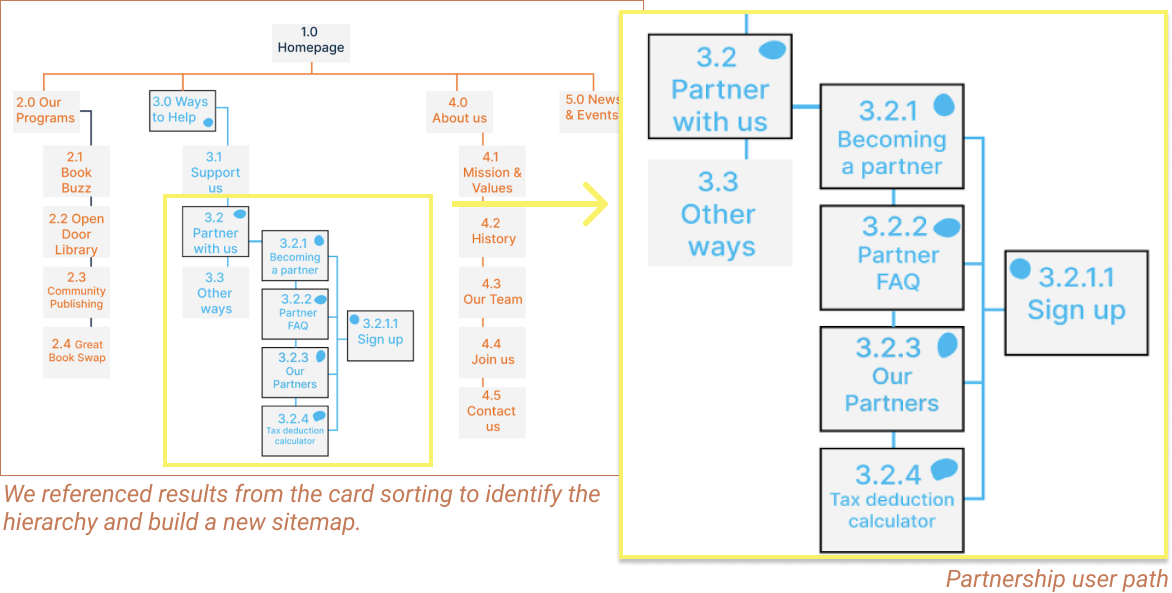 1.0
Homepage
2.0 Our
Programs
3.0 Ways
to Help
4.0
About us
5.0 News
& Events
2.1
Book
Buzz
2.2 Open
Door
Library
2.3
Community
Publishing
2.4 Great
Book Swap
3.1
Support
us
3.2
Partner
with us
3.3
Other
ways
3.2.1
Becoming
a partner
3.2.2
Partner
FAQ
3.2.3
Our
Partners
3.2.4
Tax deduction
calculator
3.2.1.1
Sign up
4.1
Mission &
Values
4.2
History
4.3
Our Team
4.4
Join us
4.5
Contact
us
3.2
Partner
with us
3.3
Other
ways
3.2.1
Becoming
a partner
3.2.2
Partner
FAQ
3.2.3
Our
Partners
3.2.4
Tax deduction
calculator
3.2.1.1
Sign up
We referenced results from the card sorting to identify the
hierarchy and build a new sitemap.
Partnership user path